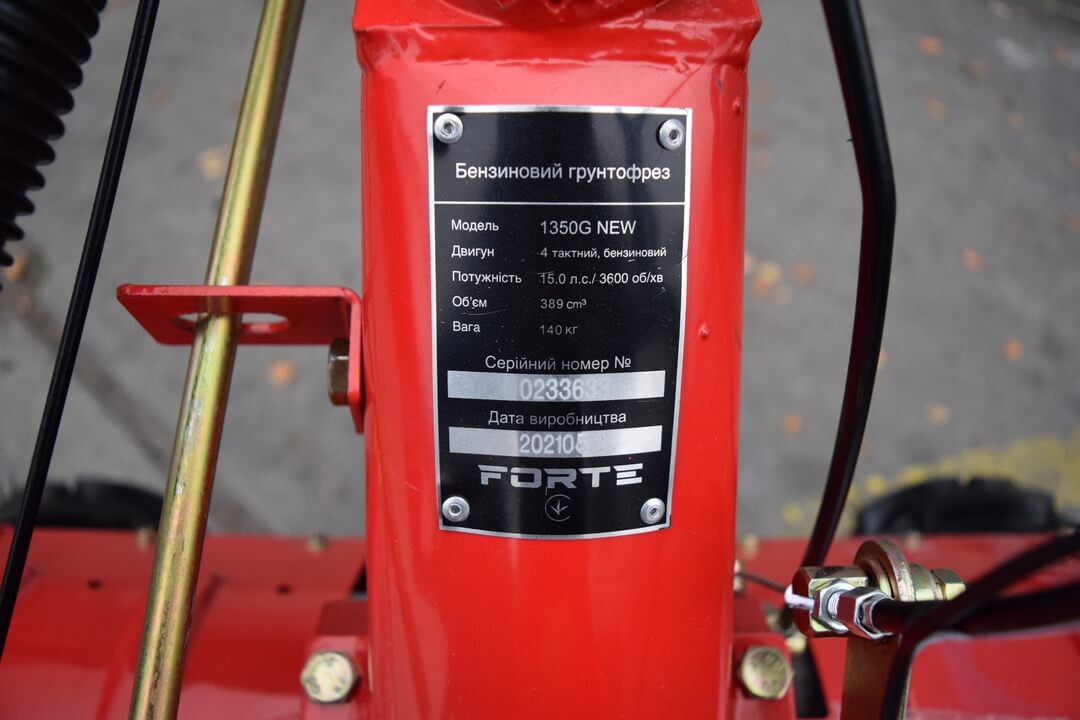 Бензиновий грунтофрез
Модель 1350G NEW
Двигун 4 тактний, бензиновий
Потужність 15.0 л.с./ 3600 об/хв
Об'єм 389 cm³
Вага 140 кг
Серійний номер №
Дата виробництва
FORTE